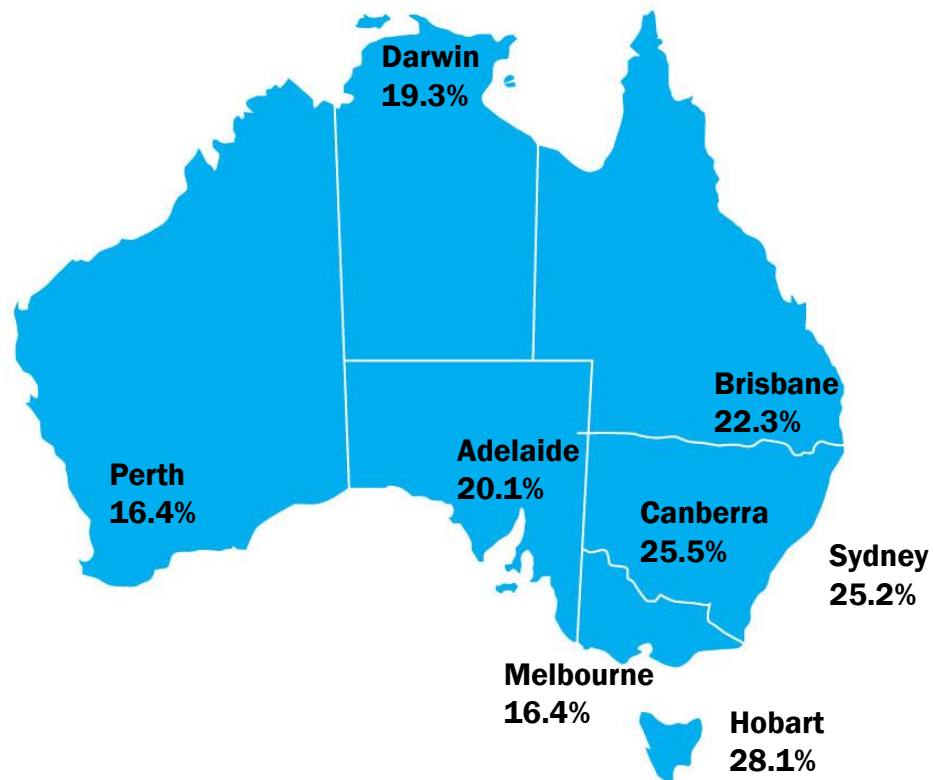 Darwin
19.3%
Brisbane
22.3%
Adelaide
20.1%
Perth
16.4%
Canberra
25.5%
Sydney
25.2%
Melbourne
16.4%
Hobart
28.1%